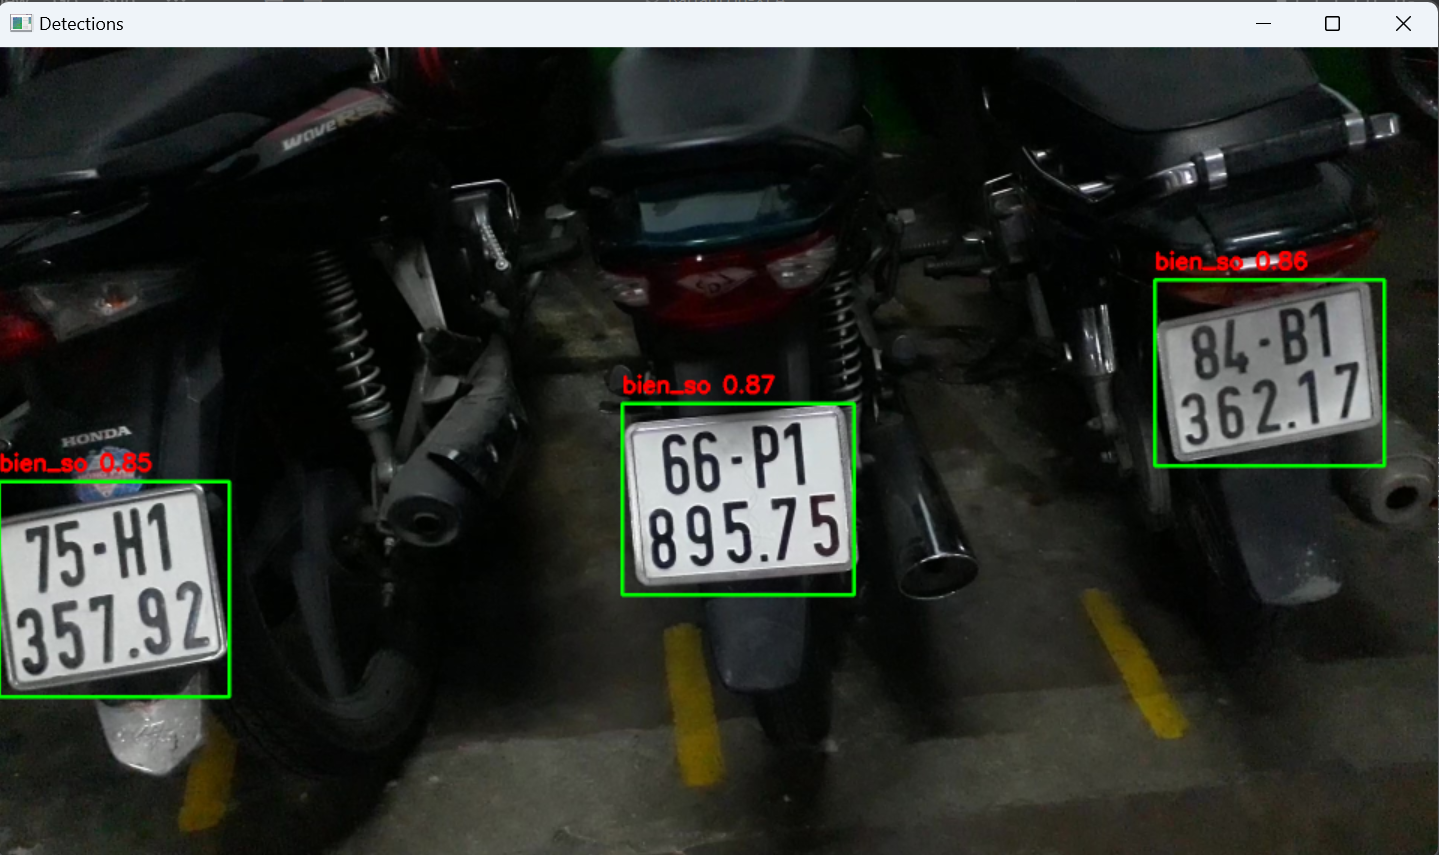 Detections
wave RS
bien_so 0.86
84-B1
362.17
bien_so 0.87
66-P1
895.75
HONDA
bien_so 0.85
75-H1
357.92